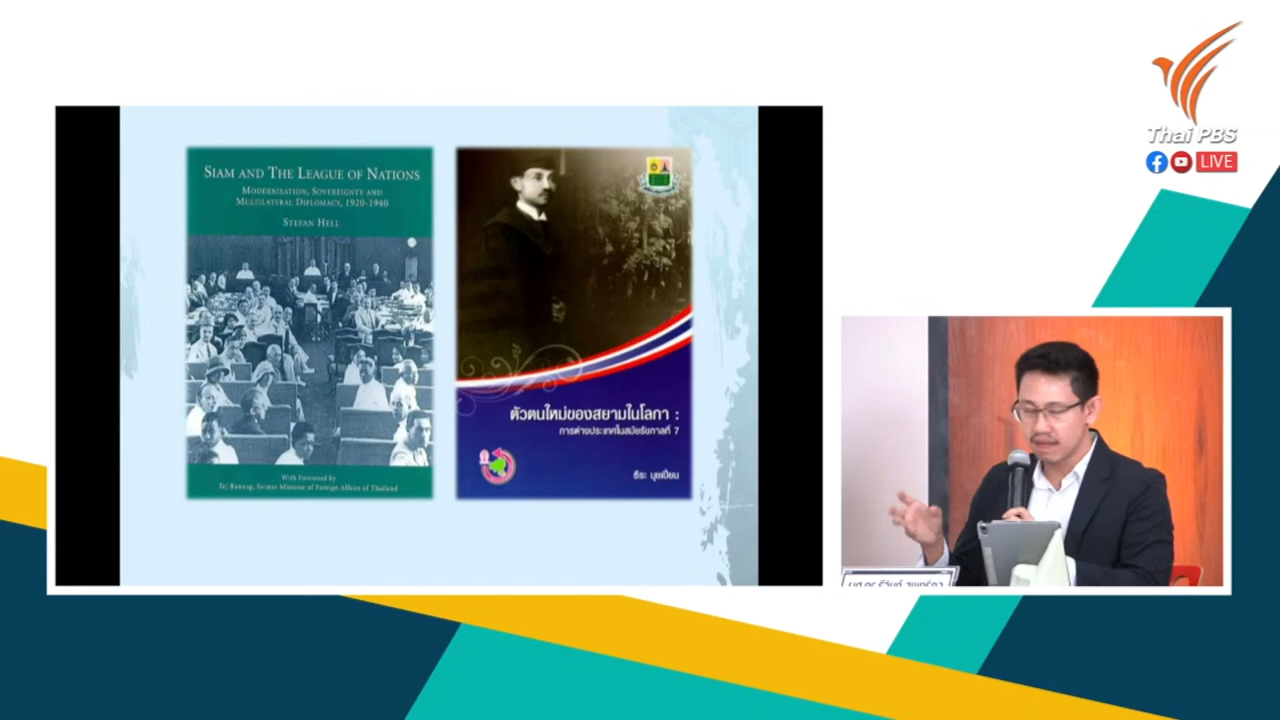 SIAM AND THE LEAGUE OF NATIONS
MODERNISATION, SOVEREIGNTY AND
MULTILATERAL DIPLOMACY, 1920-1940
STEFAN HELL
With Foreword by
Tej Bunnag, former Minister of Foreign Affairs of Thailand
ตัวตนใหม่ของสยามในโลกา :
การต่างประเทศในสมัยรัชกาลที่ 7
ธีระ นุชเปี่ยม
Thai PBS
LIVE
ผศ.ดร.